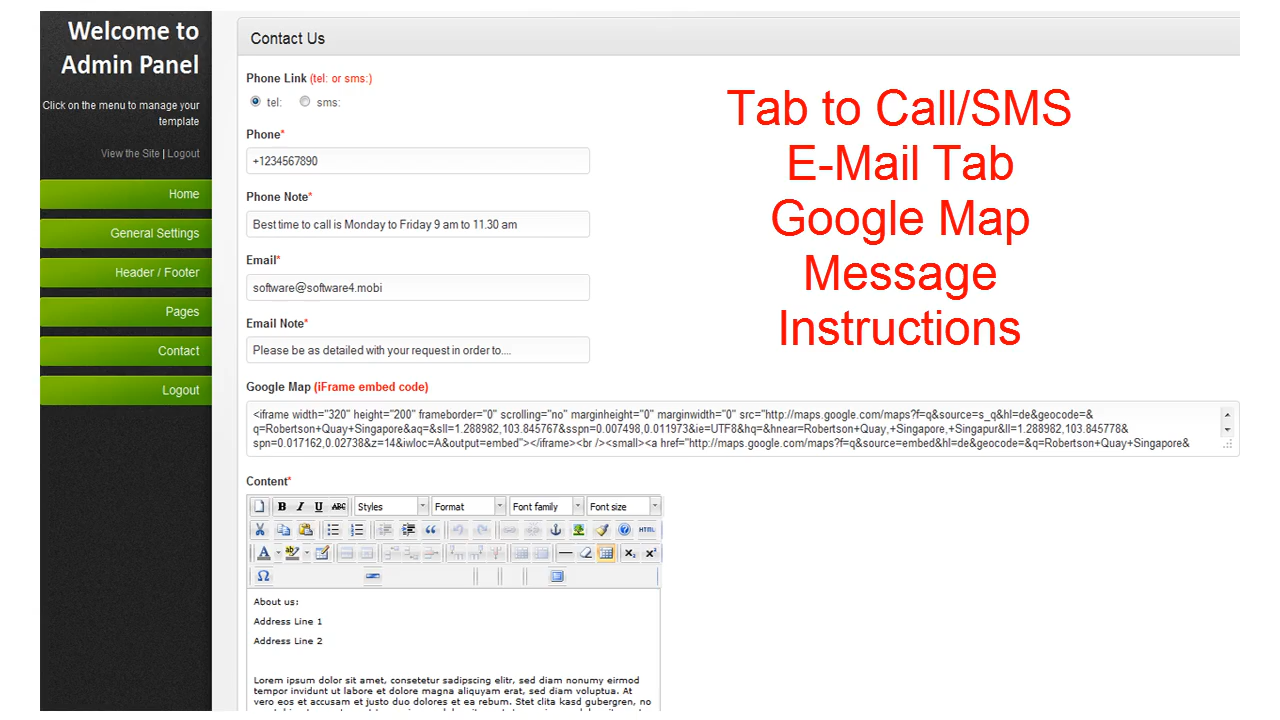 Welcome to
Admin Panel
Click on the menu to manage your
template
View the Site | Logout
Home
General Settings
Header / Footer
Pages
Contact
Logout
Contact Us
Phone Link (tel: or sms:)
tel: sms:
Phone*
+1234567890
Phone Note*
Best time to call is Monday to Friday 9 am to 11.30 am
Email*
software@software4.mobi
Email Note*
Please be as detailed with your request in order to....
Google Map (iFrame embed code)
<iframe width="320" height="200" frameborder="0" scrolling="no" marginheight="0" marginwidth="0" src="http://maps.google.com/maps?f=q&source=s_q&hl=de&geocode=&
q=Robertson+Quay+Singapore&aq=&sll=1.288982,103.845767&sspn=0.007498,0.011973&ie=UTF8&hq=&hnear=Robertson+Quay,+Singapore,+Singapur&ll=1.288982,103.845778&
spn=0.017162,0.02738&z=14&iwloc=A&output=embed"></iframe><br /><small><a href="http://maps.google.com/maps?f=q&source=embed&hl=de&geocode=&q=Robertson+Quay+Singapore&
Content*
B I U ABC Styles Format Font family Font size
HTML
A ab x₂ x²
Ω
About us:
Address Line 1
Address Line 2
Lorem ipsum dolor sit amet, consetetur sadipscing elitr, sed diam nonumy eirmod
tempor invidunt ut labore et dolore magna aliquyam erat, sed diam voluptua. At
vero eos et accusam et justo duo dolores et ea rebum. Stet clita kasd gubergren, no
Tab to Call/SMS
E-Mail Tab
Google Map
Message
Instructions